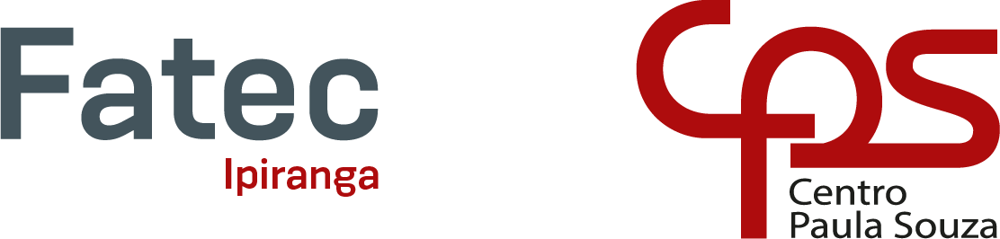 Fatec
Ipiranga
CPS
Centro
Paula Souza